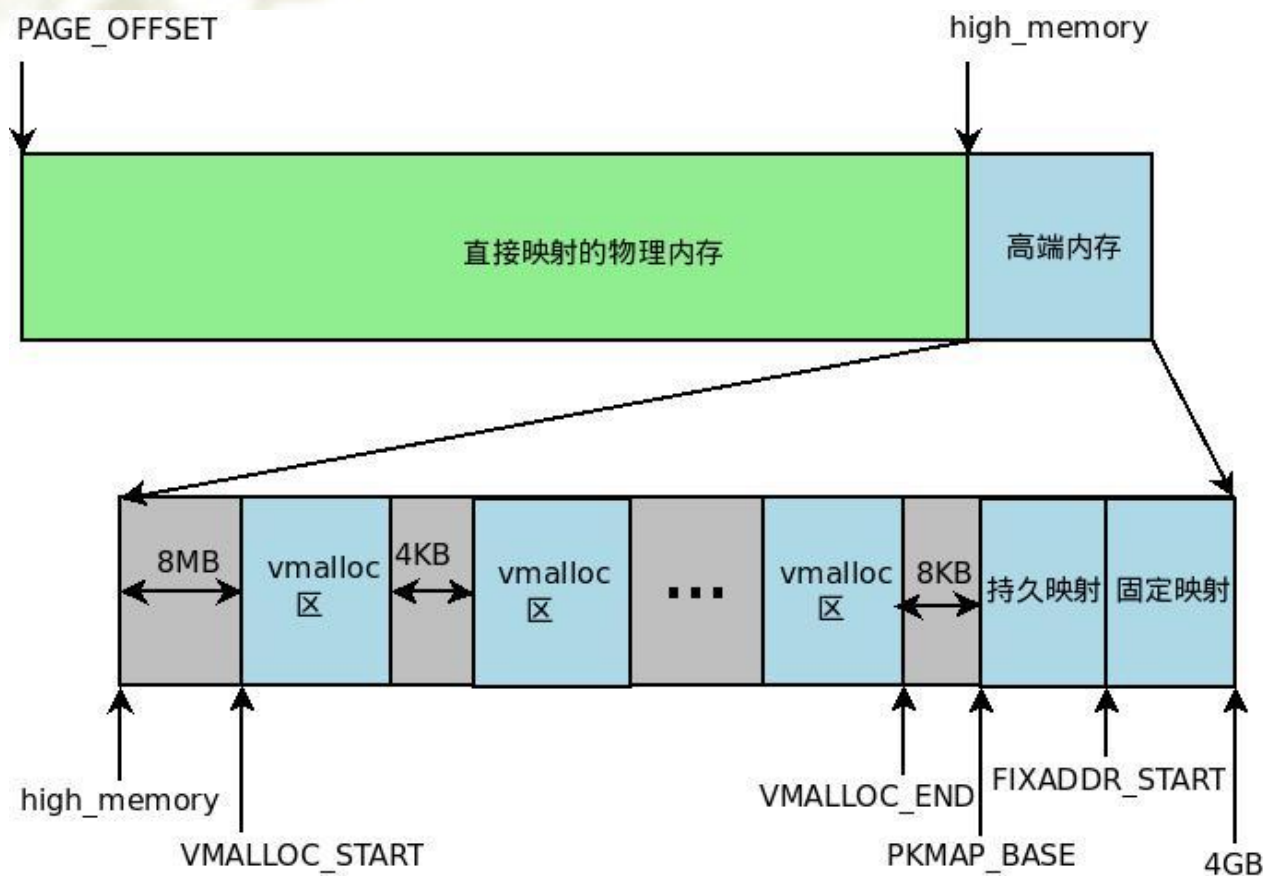 PAGE_OFFSET
high_memory
直接映射的物理内存
高端内存
8MB
vmalloc
区
4KB
vmalloc
区
...
vmalloc
区
8KB
持久映射
固定映射
high_memory
VMALLOC_START
VMALLOC_END
PKMAP_BASE
FIXADDR_START
4GB